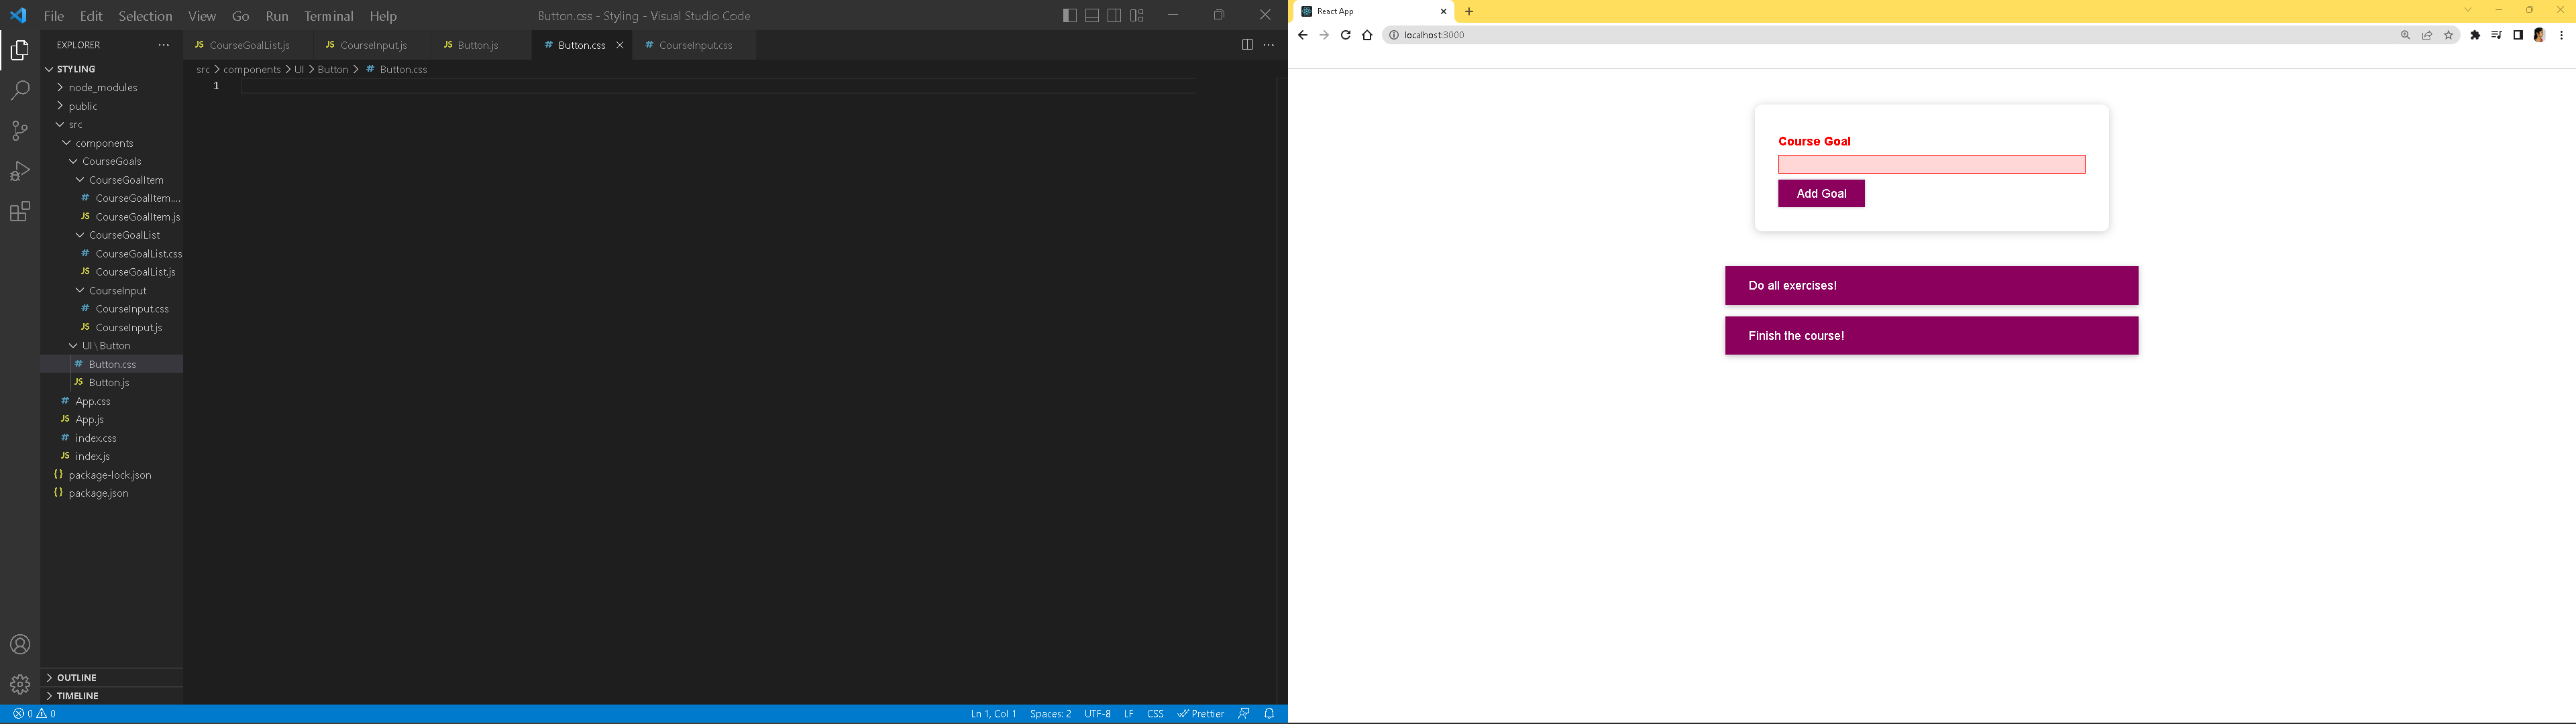 File Edit Selection View Go Run Terminal Help
Button.css - Styling - Visual Studio Code
EXPLORER
STYLING
node_modules
public
src
components
CourseGoals
CourseGoalItem
# CourseGoalItem....
JS CourseGoalItem.js
CourseGoalList
# CourseGoalList.css
JS CourseGoalList.js
CourseInput
# CourseInput.css
JS CourseInput.js
UI \ Button
# Button.css
JS Button.js
# App.css
JS App.js
# index.css
JS index.js
{} package-lock.json
{} package.json
OUTLINE
TIMELINE
JS CourseGoalList.js JS CourseInput.js JS Button.js # Button.css # CourseInput.css
src > components > UI > Button > # Button.css
1
0 0
Ln 1, Col 1 Spaces: 2 UTF-8 LF CSS Prettier
React App
localhost:3000
Course Goal
Add Goal
Do all exercises!
Finish the course!